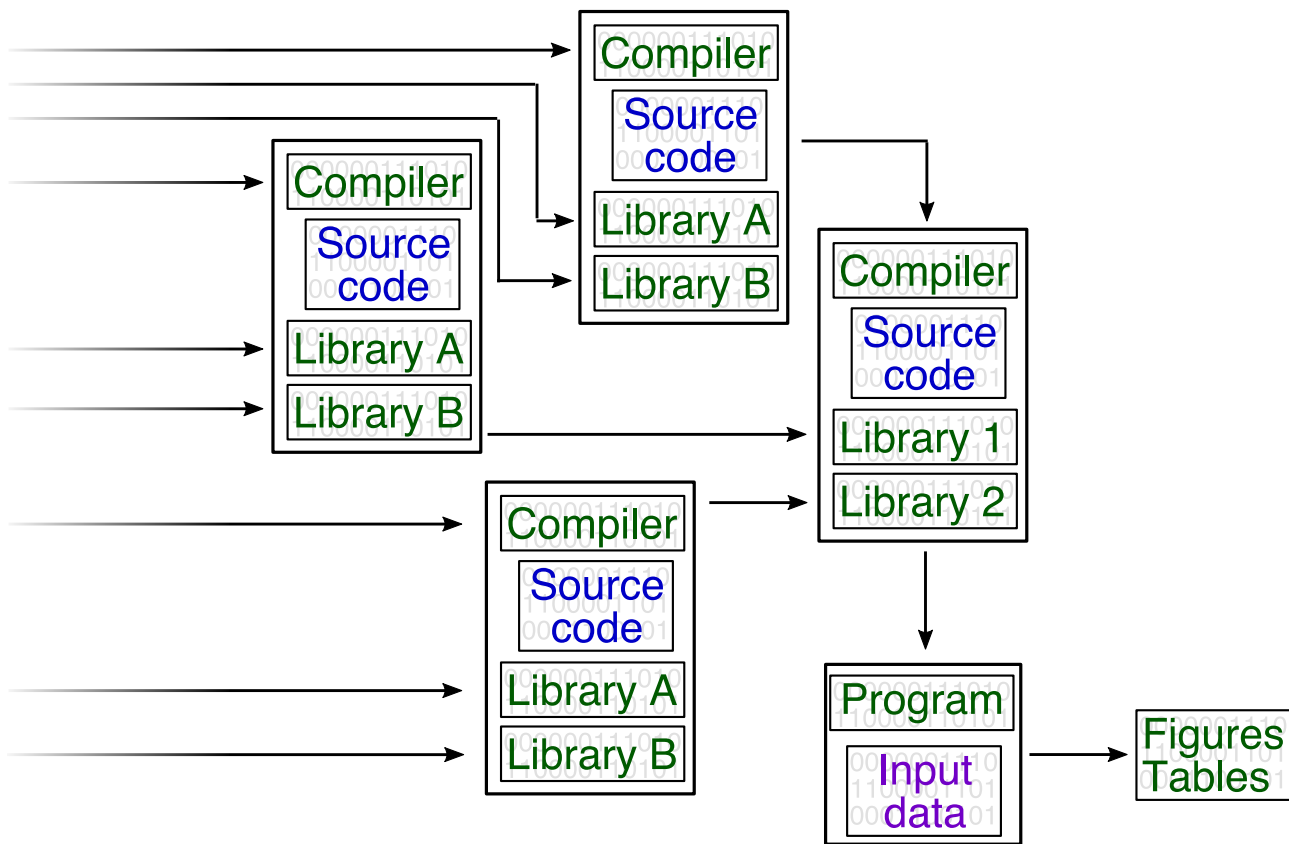 Compiler
Source
code
Library A
Library B
Compiler
Source
code
Library A
Library B
Compiler
Source
code
Library 1
Library 2
Compiler
Source
code
Library A
Library B
Program
Input
data
Figures
Tables